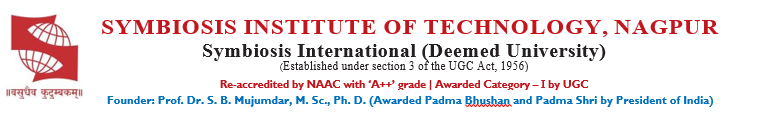 SYMBIOSIS INSTITUTE OF TECHNOLOGY, NAGPUR
Symbiosis International (Deemed University)
(Established under section 3 of the UGC Act, 1956)
Re-accredited by NAAC with ‘A++’ grade | Awarded Category – I by UGC
Founder: Prof. Dr. S. B. Mujumdar, M. Sc., Ph. D. (Awarded Padma Bhushan and Padma Shri by President of India)
॥वसुधैव कुटुम्बकम्॥